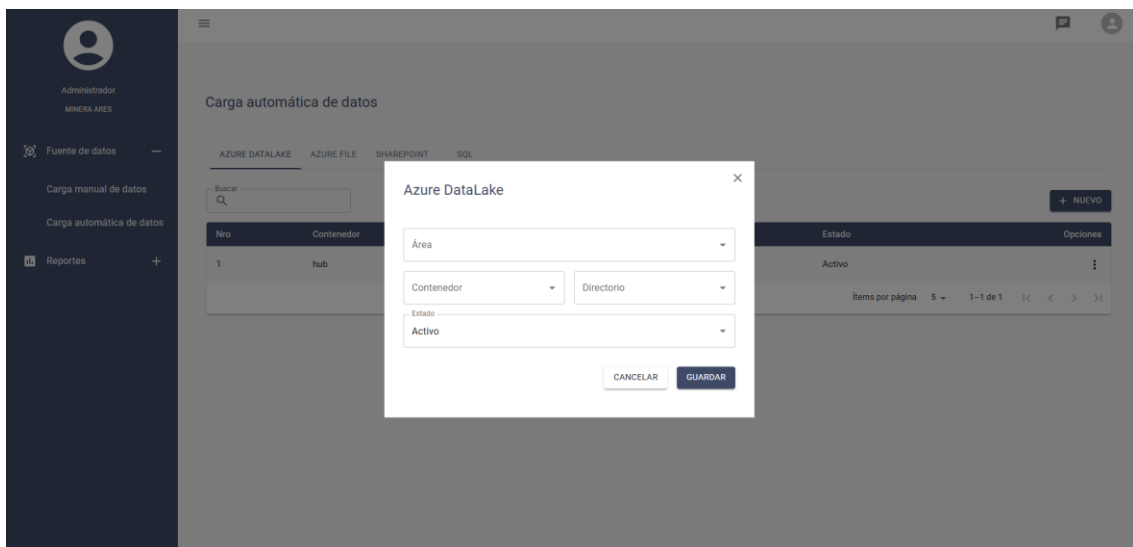 Administrador
MINERA ARES
Fuente de datos
Carga manual de datos
Carga automática de datos
Reportes
Carga automática de datos
AZURE DATALAKE AZURE FILE SHAREPOINT SQL
Buscar
+ NUEVO
Nro Contenedor Estado Opciones
1 hub Activo
Ítems por página 5 1–1 de 1
Azure DataLake
Área
Contenedor Directorio
Estado
Activo
CANCELAR GUARDAR